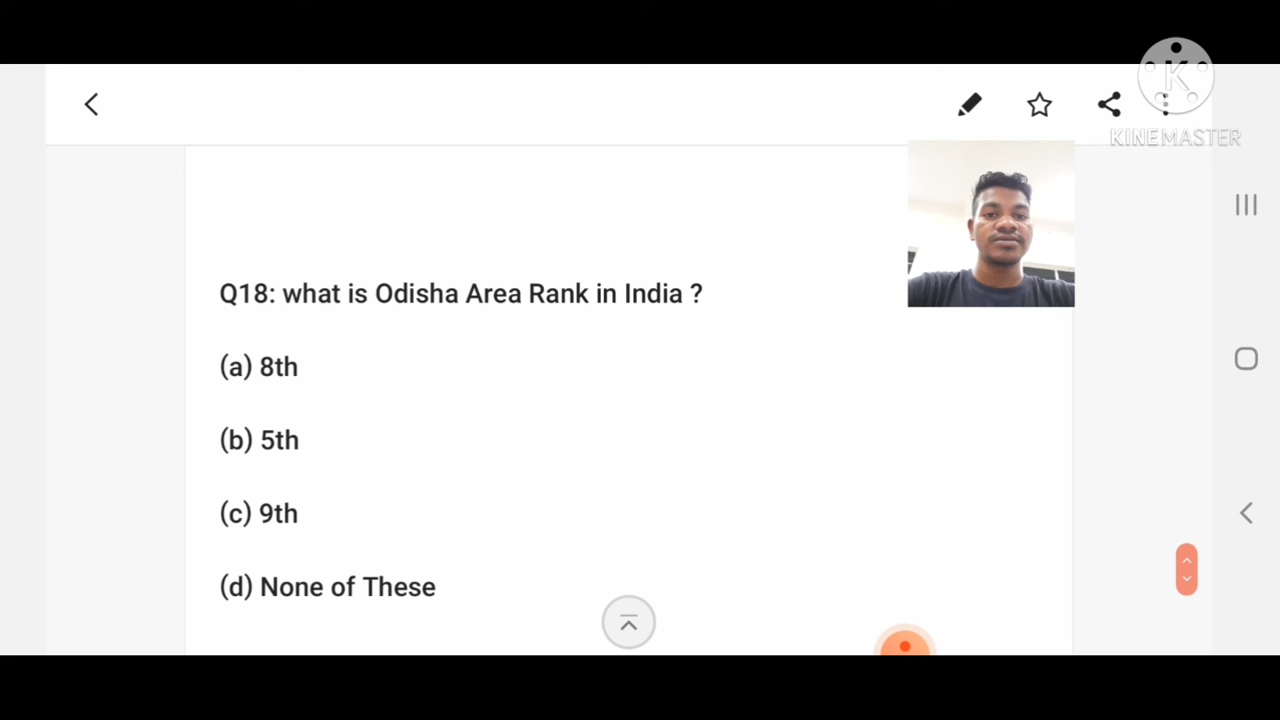 K
KINEMASTER
Q18: what is Odisha Area Rank in India ?
(a) 8th
(b) 5th
(c) 9th
(d) None of These